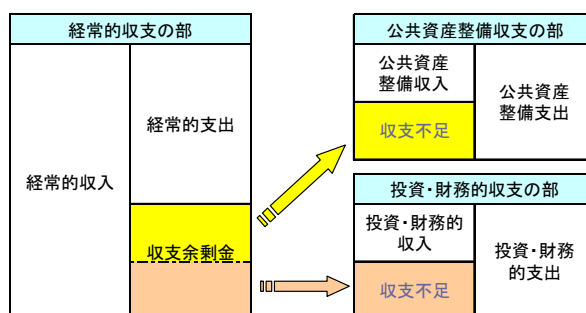 経常的収支の部
経常的収入
経常的支出
収支余剰金
公共資産整備収支の部
公共資産
整備収入
収支不足
公共資産
整備支出
投資・財務的収支の部
投資・財務的
収入
収支不足
投資・財務
的支出